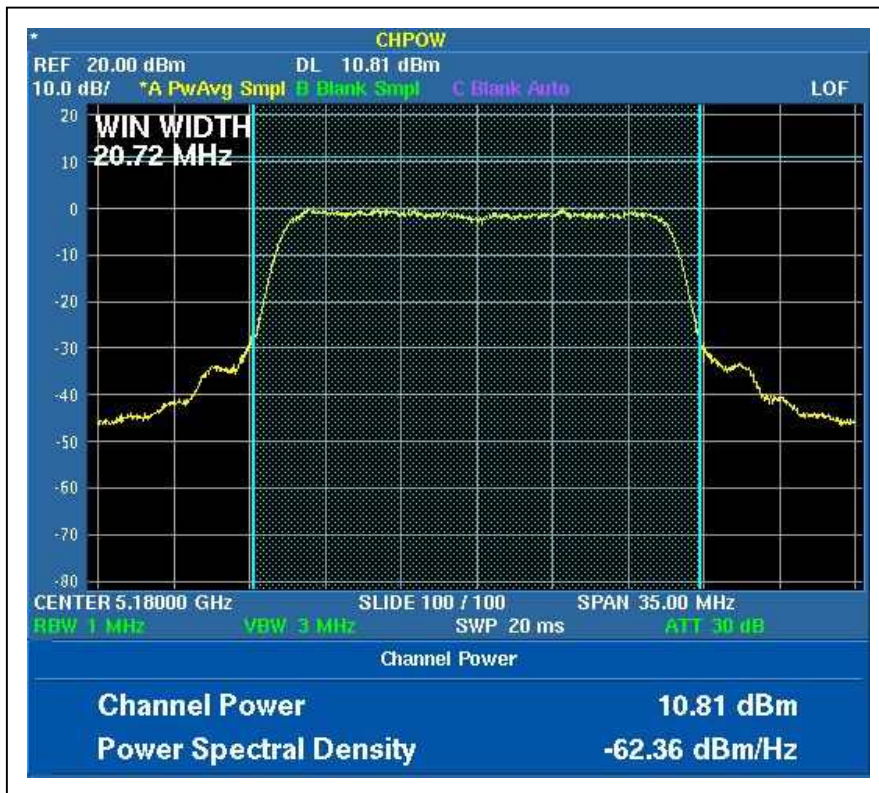 *
CHPOW
REF 20.00 dBm DL 10.81 dBm
10.0 dB/ *A PwAvg Smpl B Blank Smpl C Blank Auto LOF
WIN WIDTH
20.72 MHz
20
10
0
-10
-20
-30
-40
-50
-60
-70
-80
CENTER 5.18000 GHz SLIDE 100 / 100 SPAN 35.00 MHz
RBW 1 MHz VBW 3 MHz SWP 20 ms ATT 30 dB
Channel Power
Channel Power 10.81 dBm
Power Spectral Density -62.36 dBm/Hz